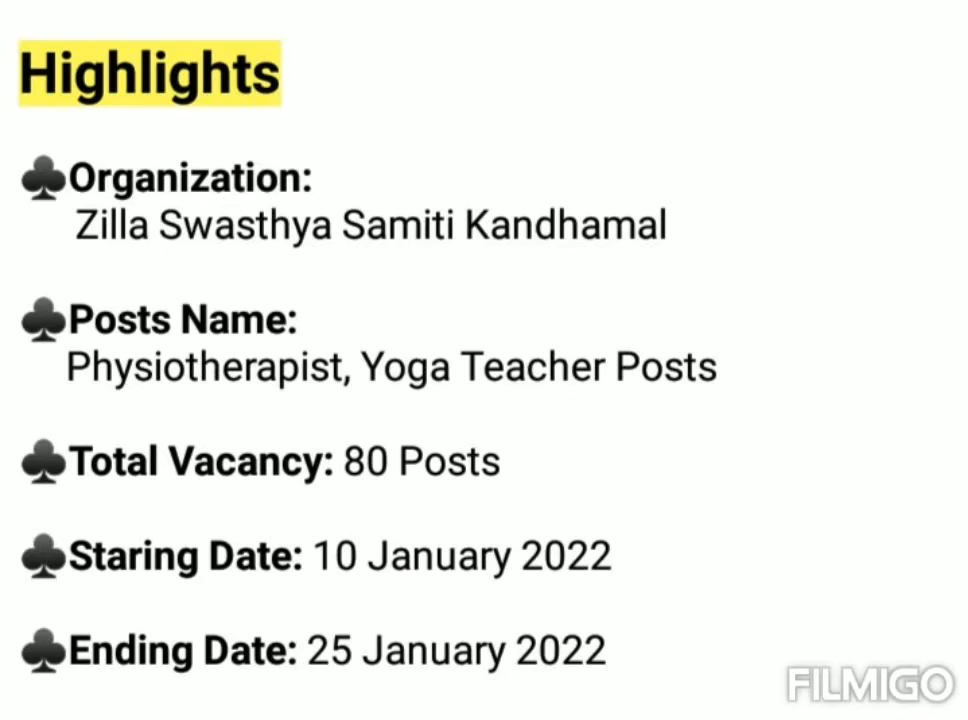 Highlights
♣Organization:
Zilla Swasthya Samiti Kandhamal
♣Posts Name:
Physiotherapist, Yoga Teacher Posts
♣Total Vacancy: 80 Posts
♣Staring Date: 10 January 2022
♣Ending Date: 25 January 2022
FILMIGO